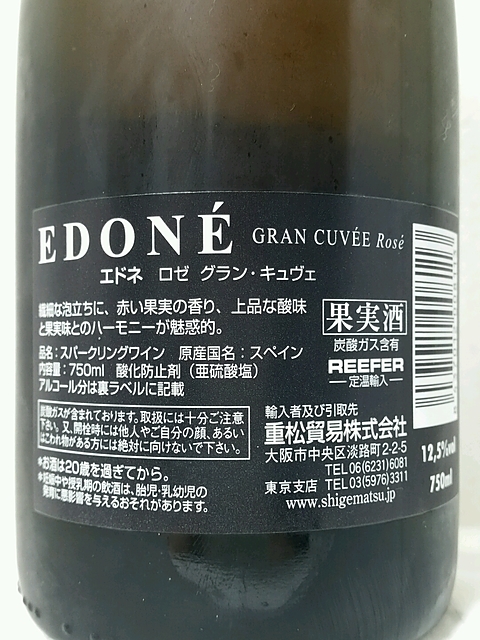 EDONÉ GRAN CUVÉE Rosé
エドネ ロゼ グラン・キュヴェ
繊細な泡立ちに、赤い果実の香り、上品な酸味
と果実味とのハーモニーが魅惑的。
果実酒
炭酸ガス含有
REEFER
定温輸入
品名：スパークリングワイン 原産国名：スペイン
内容量：750ml 酸化防止剤（亜硫酸塩）
アルコール分は裏ラベルに記載
炭酸ガスが含まれております。取扱には十分ご注意
下さい。又、開栓時には他人やご自分の顔、あるい
はこわれ物がある方には絶対に向けないで下さい。
*お酒は20歳を過ぎてから。
*妊娠中や授乳期の飲酒は、胎児・乳幼児の
発育に悪影響を与えるおそれがあります。
輸入者及び引取先
重松貿易株式会社
大阪市中央区淡路町2-2-5
TEL06(6231)6081
東京支店 TEL03(5976)3311
www.shigematsu.jp
12,5%vol
750ml